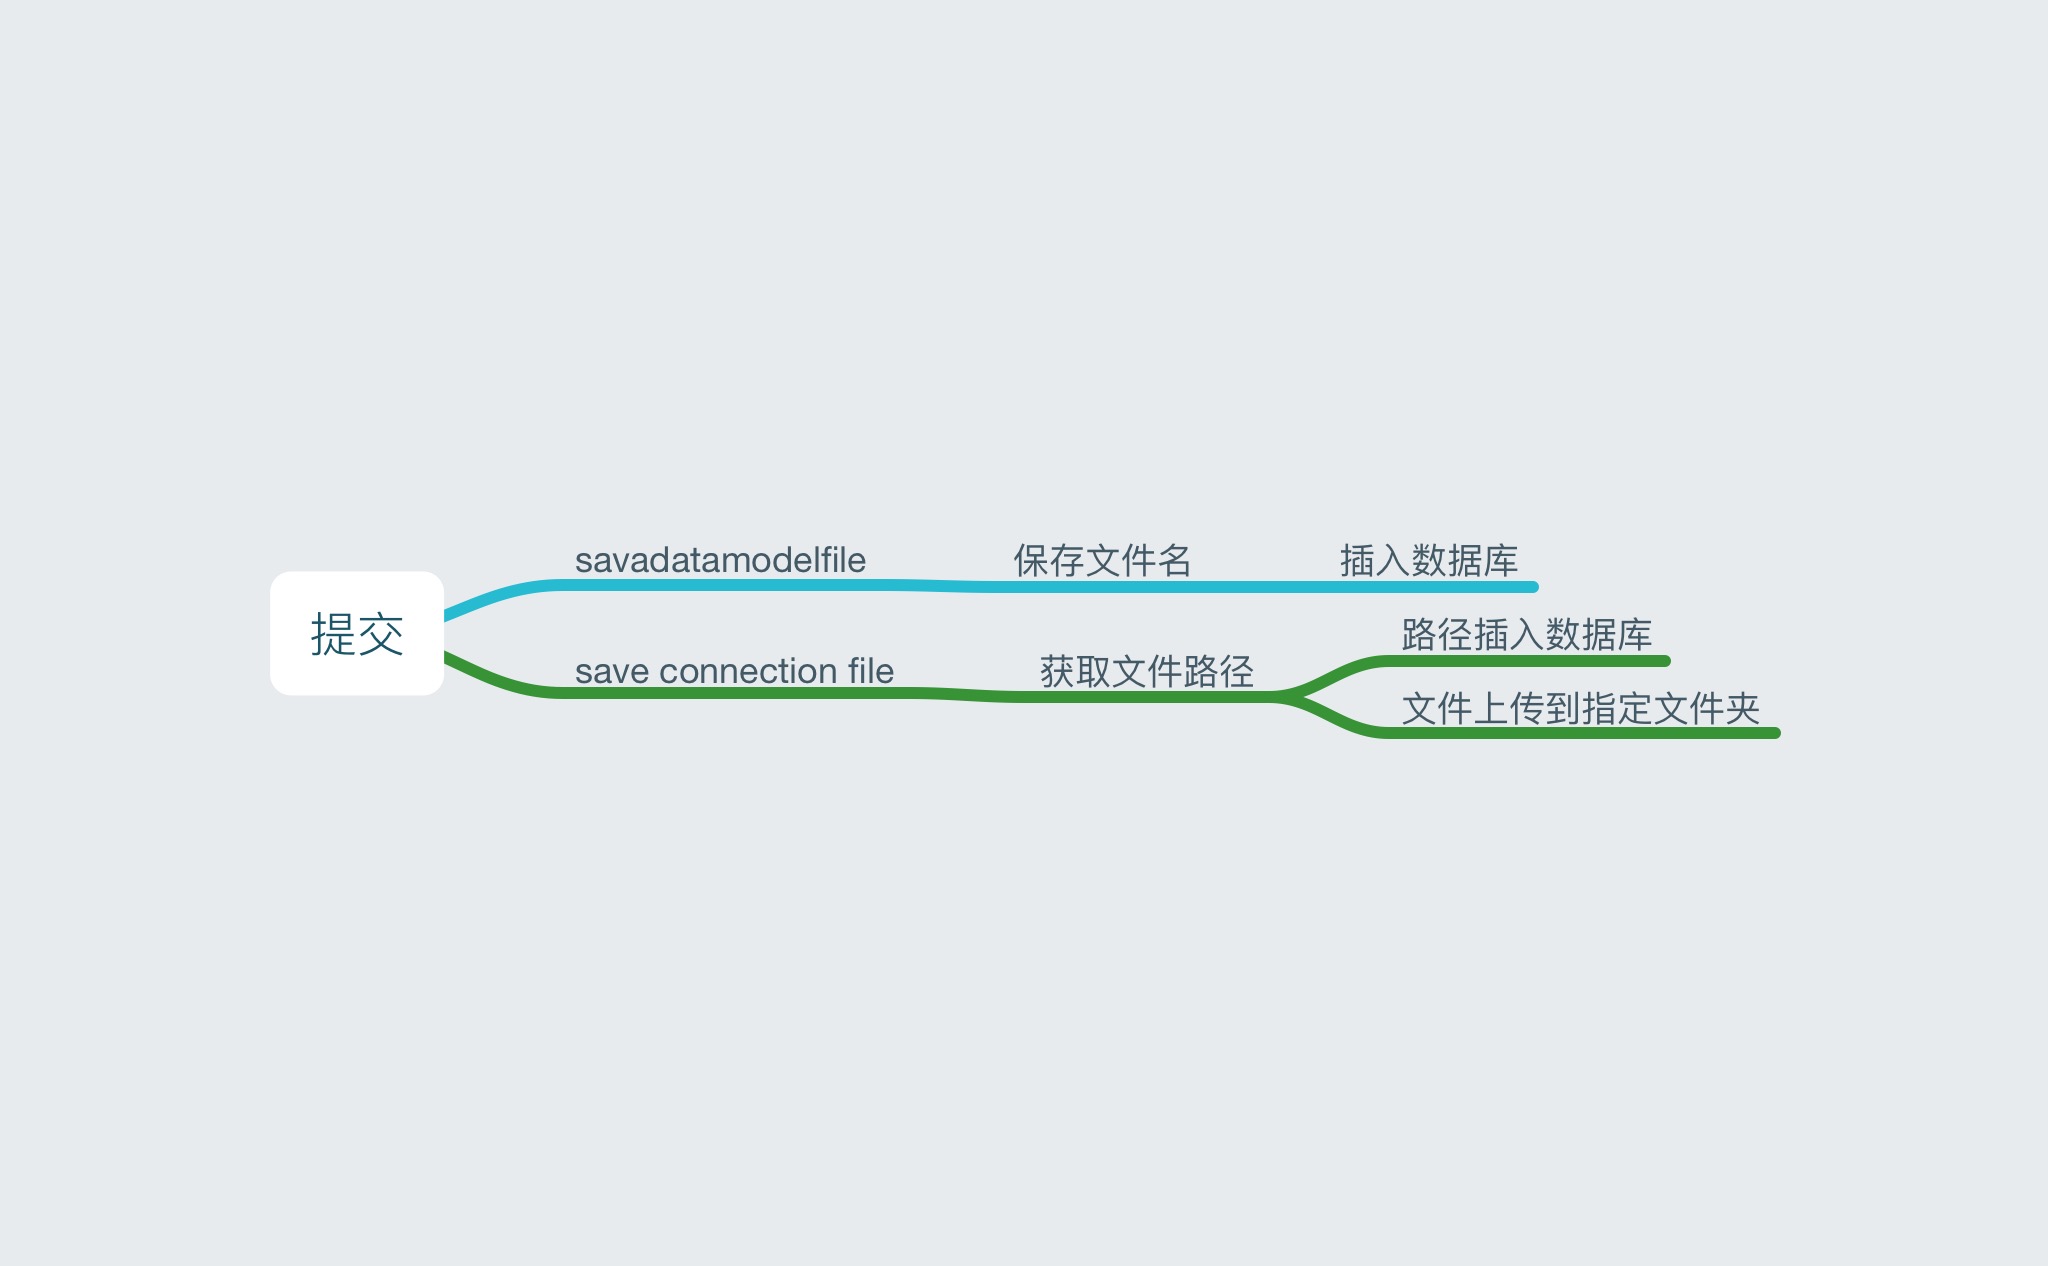 提交
savadatamodelfile
保存文件名
插入数据库
save connection file
获取文件路径
路径插入数据库
文件上传到指定文件夹